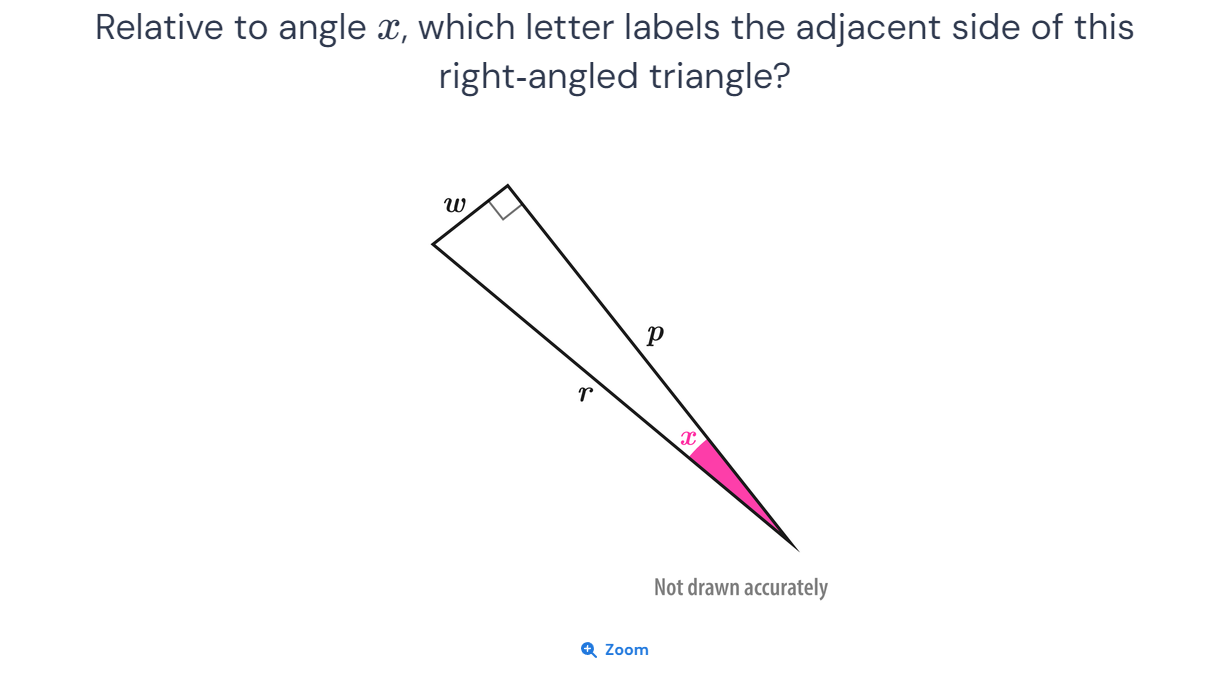 Relative to angle x, which letter labels the adjacent side of this
right-angled triangle?
w
p
r
x
Not drawn accurately
Zoom